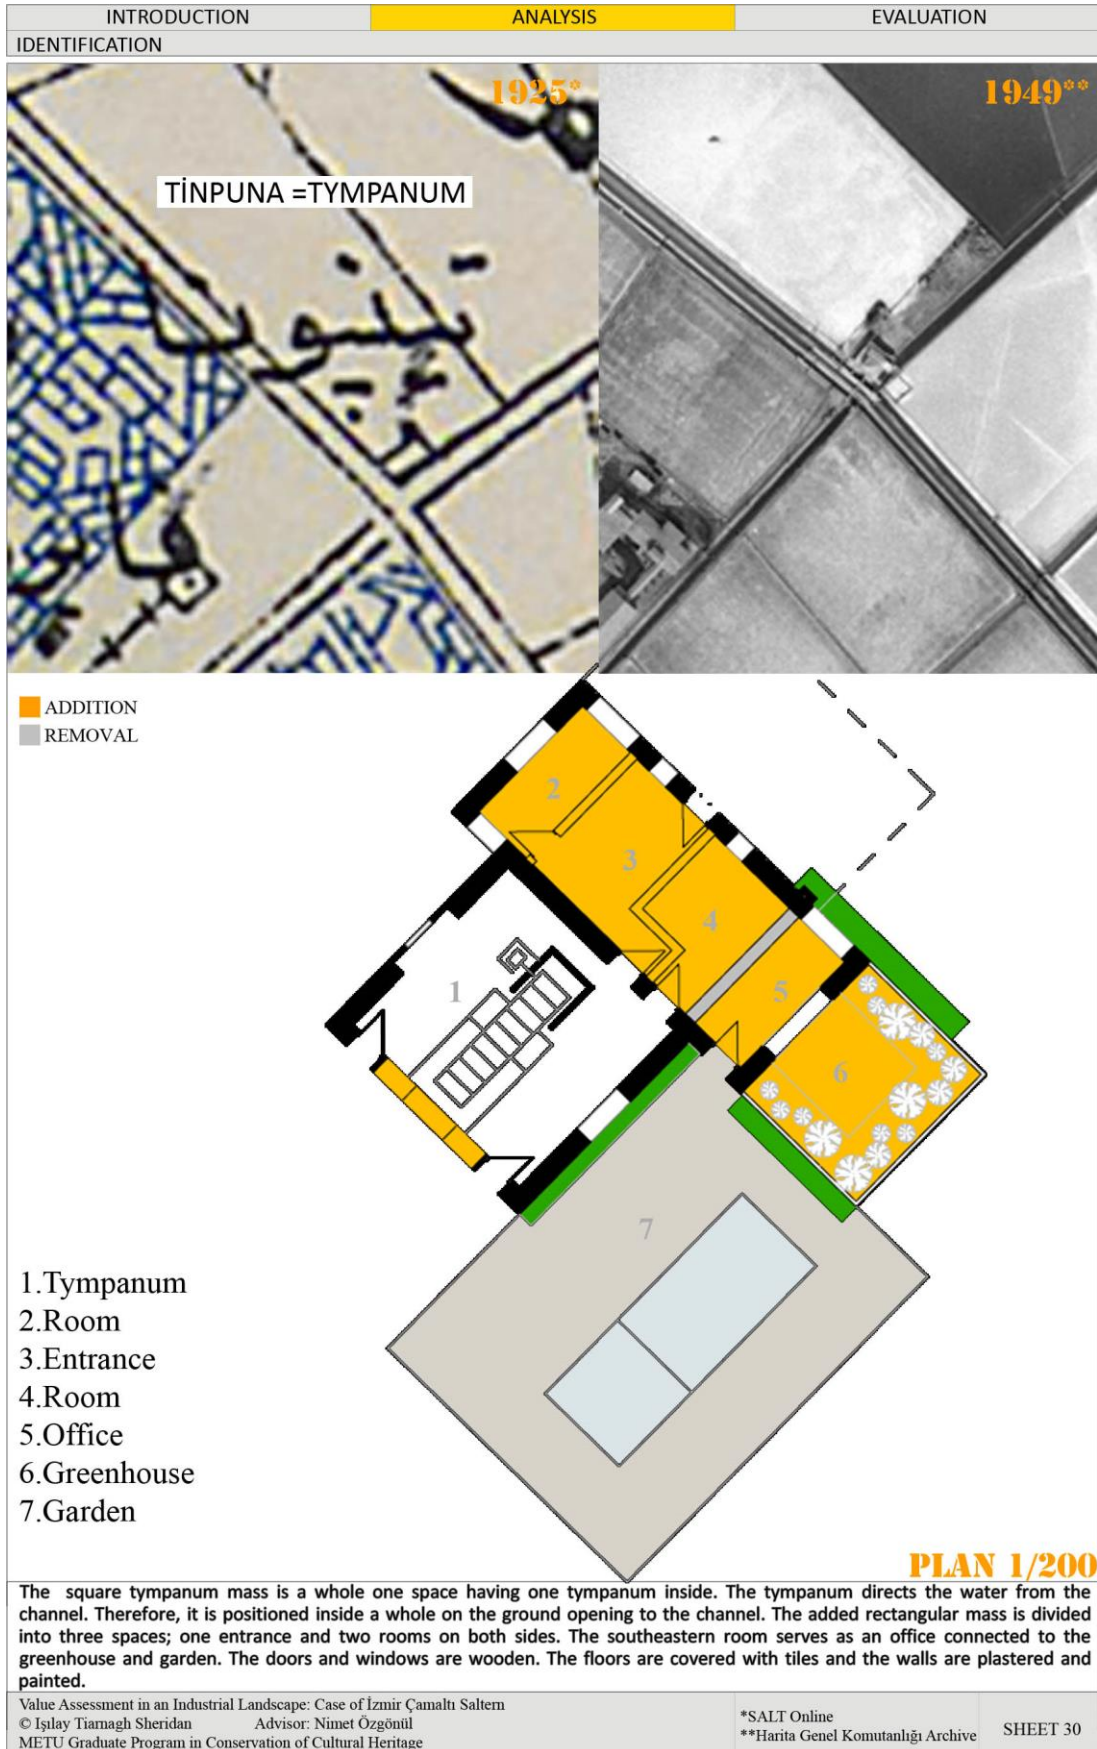 INTRODUCTION ANALYSIS EVALUATION
IDENTIFICATION
1925* 1949**
TİNPUNA =TYMPANUM
ADDITION
REMOVAL
2
3
4
1
5
6
7
1.Tympanum
2.Room
3.Entrance
4.Room
5.Office
6.Greenhouse
7.Garden
PLAN 1/200
The square tympanum mass is a whole one space having one tympanum inside. The tympanum directs the water from the
channel. Therefore, it is positioned inside a whole on the ground opening to the channel. The added rectangular mass is divided
into three spaces; one entrance and two rooms on both sides. The southeastern room serves as an office connected to the
greenhouse and garden. The doors and windows are wooden. The floors are covered with tiles and the walls are plastered and
painted.
Value Assessment in an Industrial Landscape: Case of İzmir Çamaltı Saltern
© Işılay Tiarnagh Sheridan Advisor: Nimet Özgönül
METU Graduate Program in Conservation of Cultural Heritage
*SALT Online
**Harita Genel Komutanlığı Archive
SHEET 30